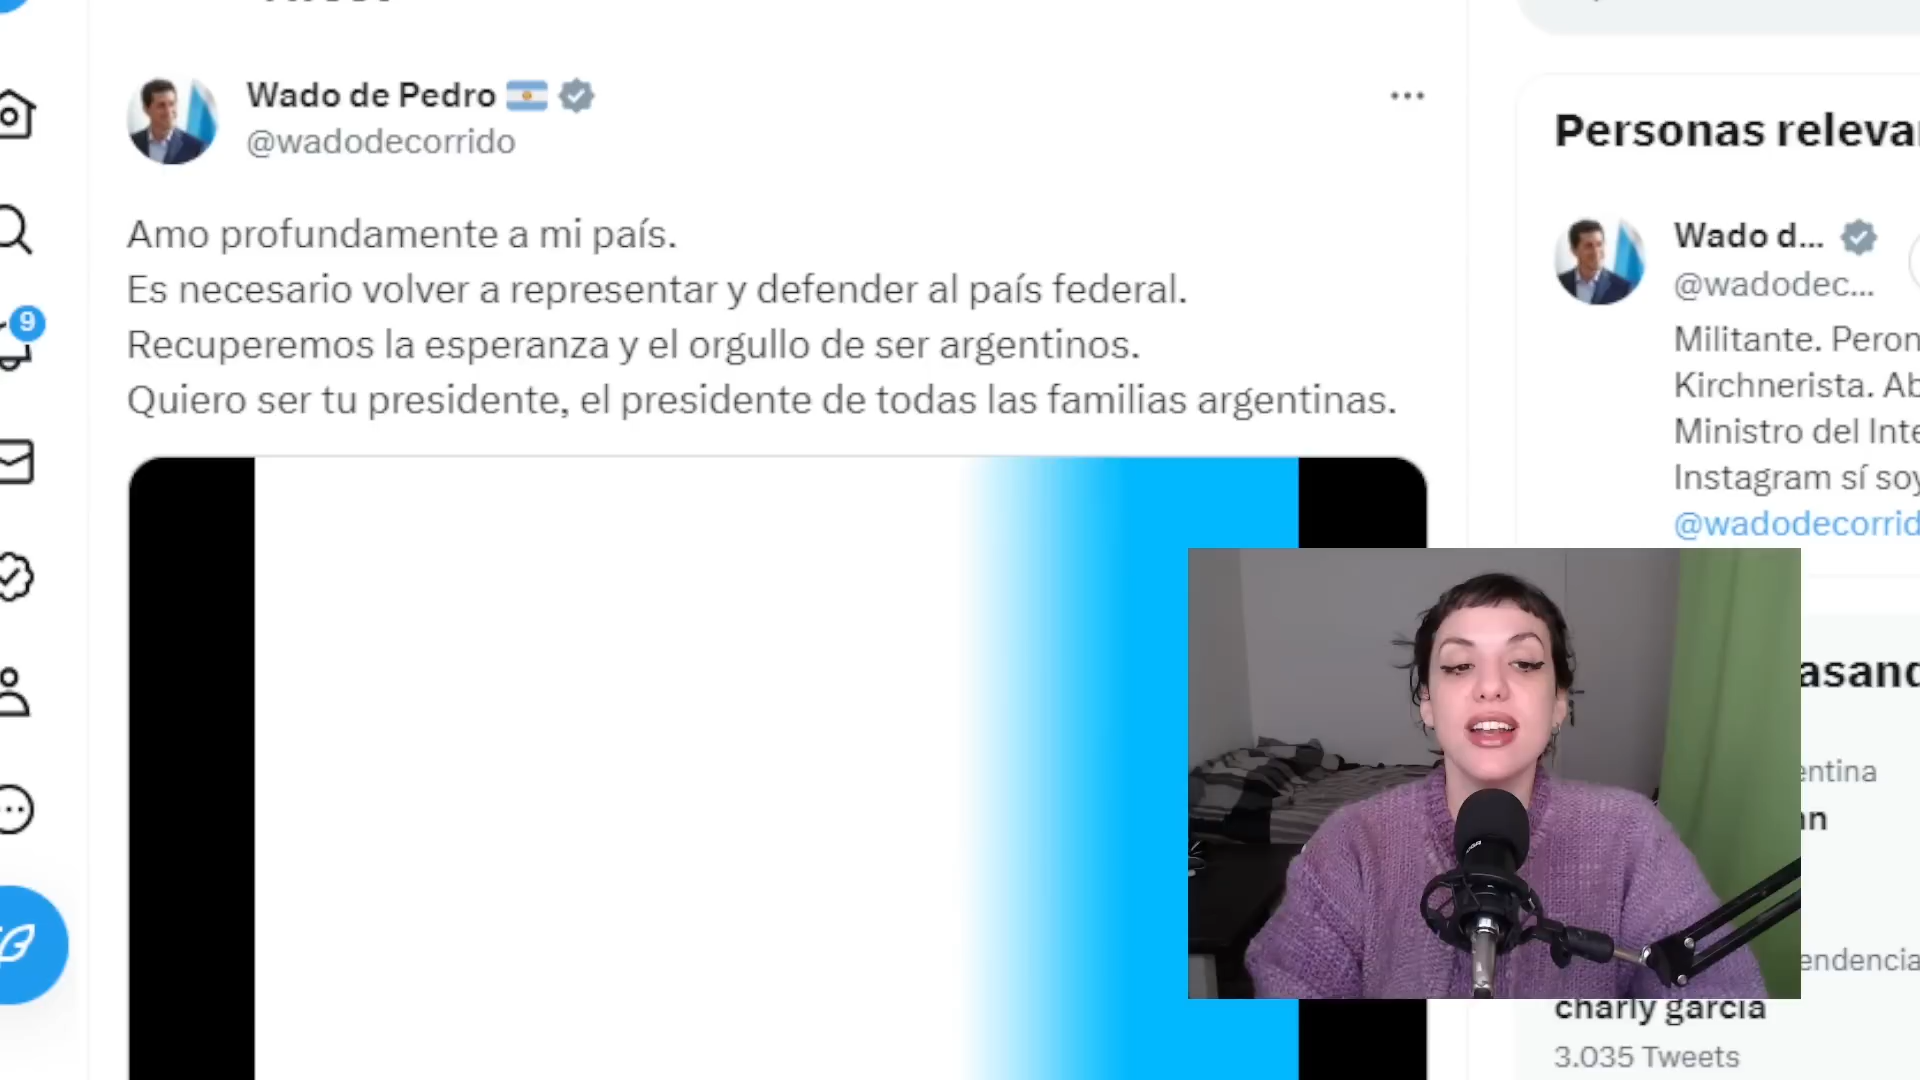 Wado de Pedro
@wadodecorrido
Amo profundamente a mi país.
Es necesario volver a representar y defender al país federal.
Recuperemos la esperanza y el orgullo de ser argentinos.
Quiero ser tu presidente, el presidente de todas las familias argentinas.
9
Personas releva
Wado d...
@wadodec...
Militante. Peron
Kirchnerista. Ab
Ministro del Inte
Instagram sí soy
@wadodecorrid
asand
entina
endencia
charly garcía
3.035 Tweets